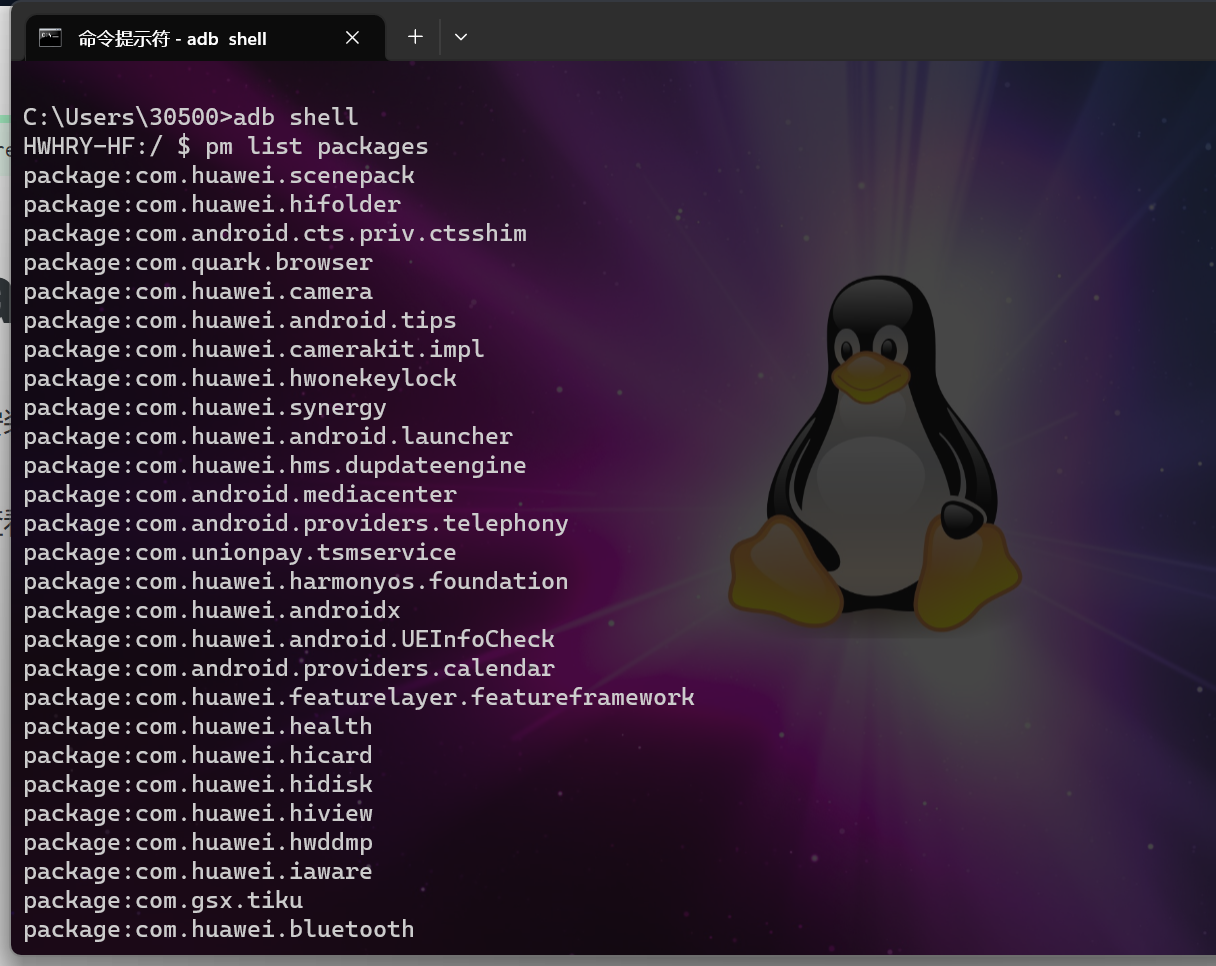 命令提示符 - adb  shell
C:\Users\30500>adb shell
HWHRY-HF:/ $ pm list packages
package:com.huawei.scenepack
package:com.huawei.hifolder
package:com.android.cts.priv.ctsshim
package:com.quark.browser
package:com.huawei.camera
package:com.huawei.android.tips
package:com.huawei.camerakit.impl
package:com.huawei.hwonekeylock
package:com.huawei.synergy
package:com.huawei.android.launcher
package:com.huawei.hms.dupdateengine
package:com.android.mediacenter
package:com.android.providers.telephony
package:com.unionpay.tsmservice
package:com.huawei.harmonyos.foundation
package:com.huawei.androidx
package:com.huawei.android.UEInfoCheck
package:com.android.providers.calendar
package:com.huawei.featurelayer.featureframework
package:com.huawei.health
package:com.huawei.hicard
package:com.huawei.hidisk
package:com.huawei.hiview
package:com.huawei.hwddmp
package:com.huawei.iaware
package:com.gsx.tiku
package:com.huawei.bluetooth